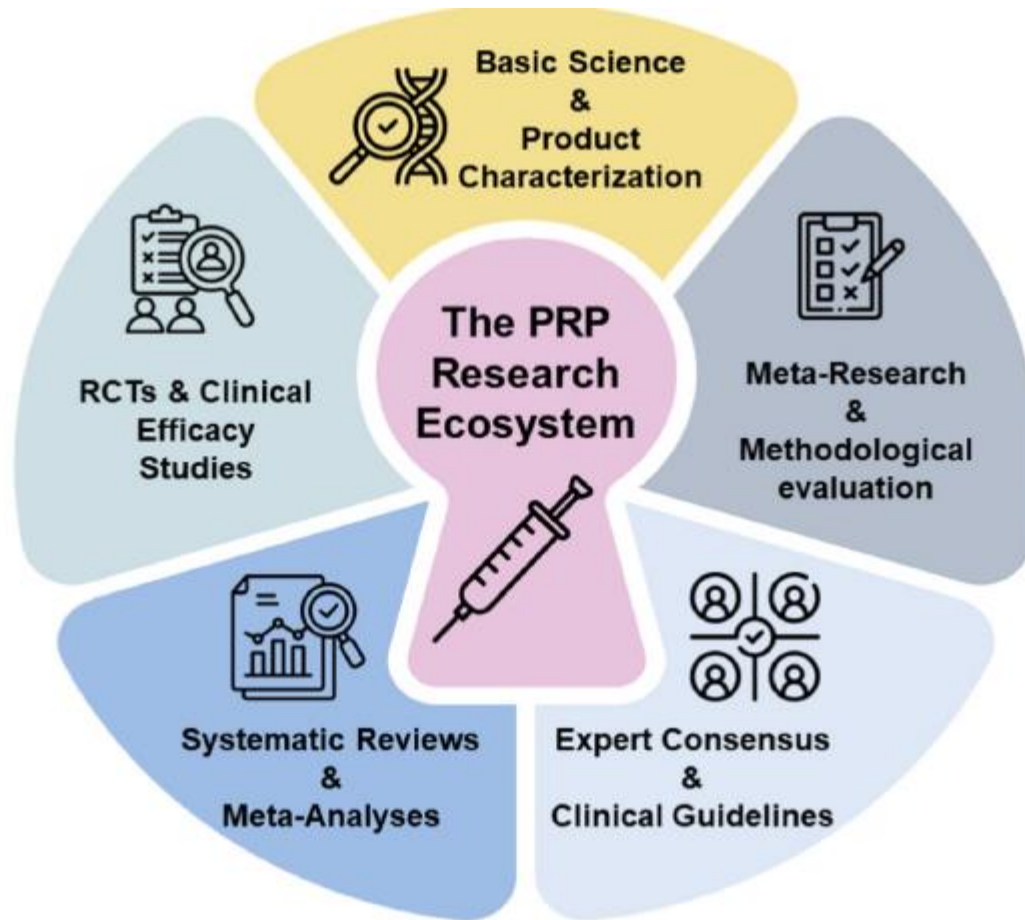 Basic Science
&
Product
Characterization
The PRP
Research
Ecosystem
RCTs & Clinical
Efficacy
Studies
Meta-Research
&
Methodological
evaluation
Systematic Reviews
&
Meta-Analyses
Expert Consensus
&
Clinical Guidelines